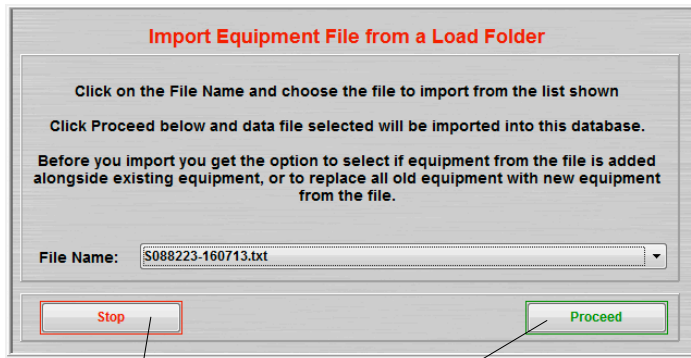 Import Equipment File from a Load Folder
Click on the File Name and choose the file to import from the list shown
Click Proceed below and data file selected will be imported into this database.
Before you import you get the option to select if equipment from the file is added
alongside existing equipment, or to replace all old equipment with new equipment
from the file.
File Name: S088223-160713.txt
Stop Proceed